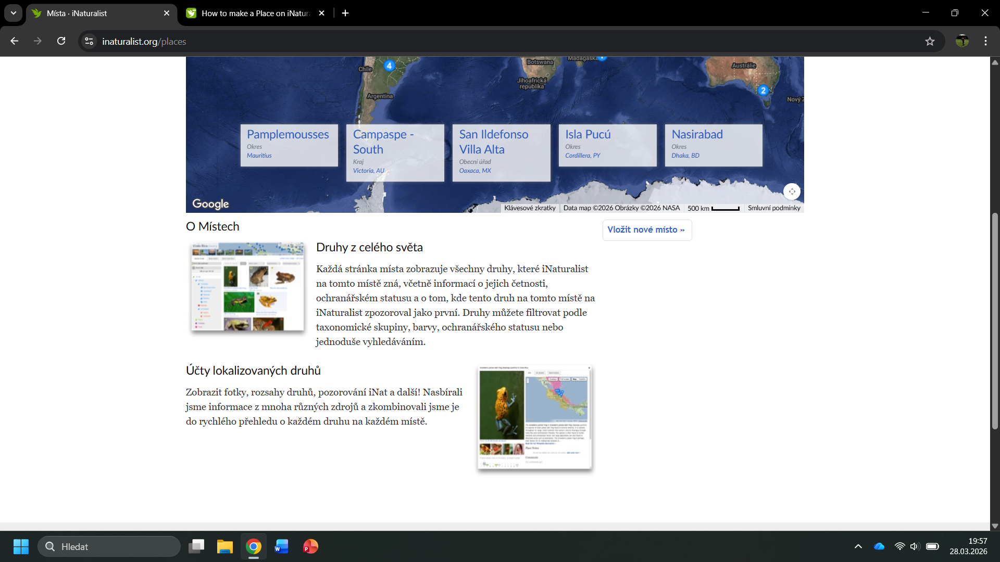 Místa · iNaturalist
How to make a Place on iNatur
inaturalist.org/places
Chile
4
Argentina
Botswana
Madagaska
Jihoafrická
republika
Austrálie
2
Nový Z
Pamplemousses
Okres
Mauritius
Campaspe -
South
Kraj
Victoria, AU
San Ildefonso
Villa Alta
Obecní úřad
Oaxaca, MX
Isla Pucú
Okres
Cordillera, PY
Nasirabad
Okres
Dhaka, BD
Google
Klávesové zkratky
Data map ©2026 Obrázky ©2026 NASA
500 km
Smluvní podmínky
O Místech
Vložit nové místo »
Druhy z celého světa
Každá stránka místa zobrazuje všechny druhy, které iNaturalist
na tomto místě zná, včetně informací o jejich četnosti,
ochranářském statusu a o tom, kde tento druh na tomto místě na
iNaturalist zpozoroval jako první. Druhy můžete filtrovat podle
taxonomické skupiny, barvy, ochranářského statusu nebo
jednoduše vyhledáváním.
Účty lokalizovaných druhů
Zobrazit fotky, rozsahy druhů, pozorování iNat a další! Nasbírali
jsme informace z mnoha různých zdrojů a zkombinovali jsme je
do rychlého přehledu o každém druhu na každém místě.
Costa Rica
Place Notes
Comments
Hledat
19:57
28.03.2026